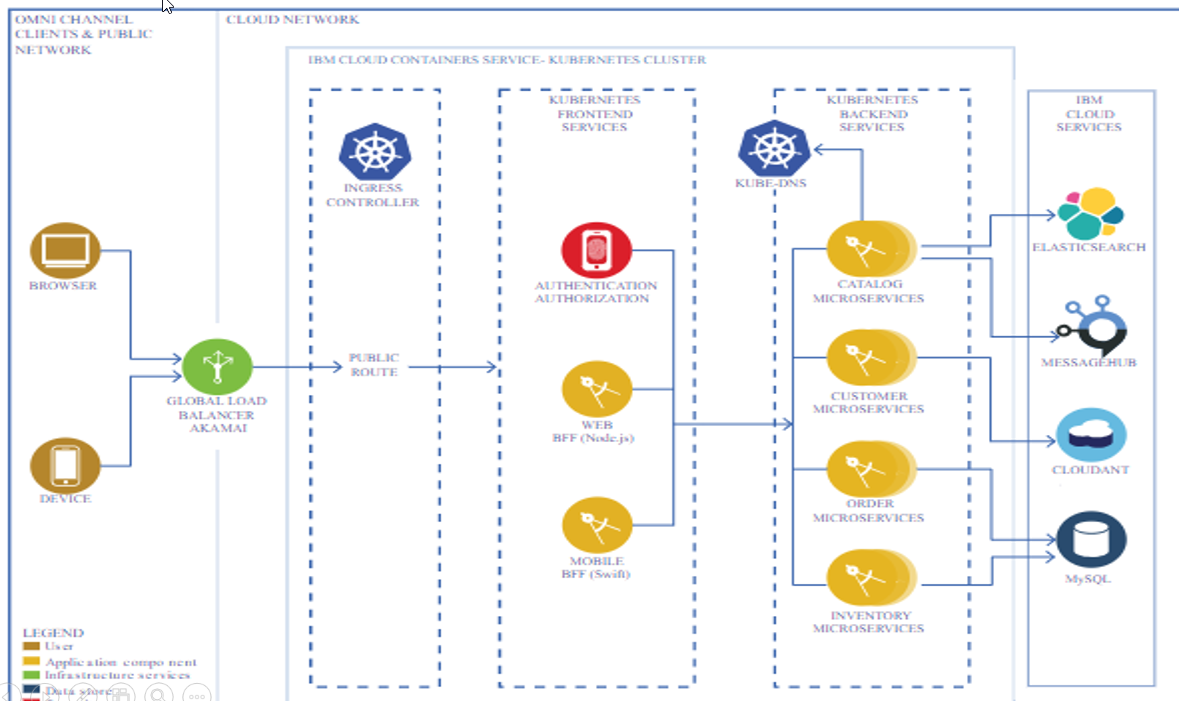 OMNI CHANNEL
CLIENTS & PUBLIC
NETWORK
CLOUD NETWORK
IBM CLOUD CONTAINERS SERVICE- KUBERNETES CLUSTER
KUBERNETES
FRONTEND
SERVICES
KUBERNETES
BACKEND
SERVICES
IBM
CLOUD
SERVICES
INGRESS
CONTROLLER
KUBE-DNS
BROWSER
DEVICE
GLOBAL LOAD
BALANCER
AKAMAI
PUBLIC
ROUTE
AUTHENTICATION
AUTHORIZATION
WEB
BFF (Node.js)
MOBILE
BFF (Swift)
CATALOG
MICROSERVICES
CUSTOMER
MICROSERVICES
ORDER
MICROSERVICES
INVENTORY
MICROSERVICES
ELASTICSEARCH
MESSAGEHUB
CLOUDANT
MySQL
LEGEND
User
Application component
Infrastructure services
Data store